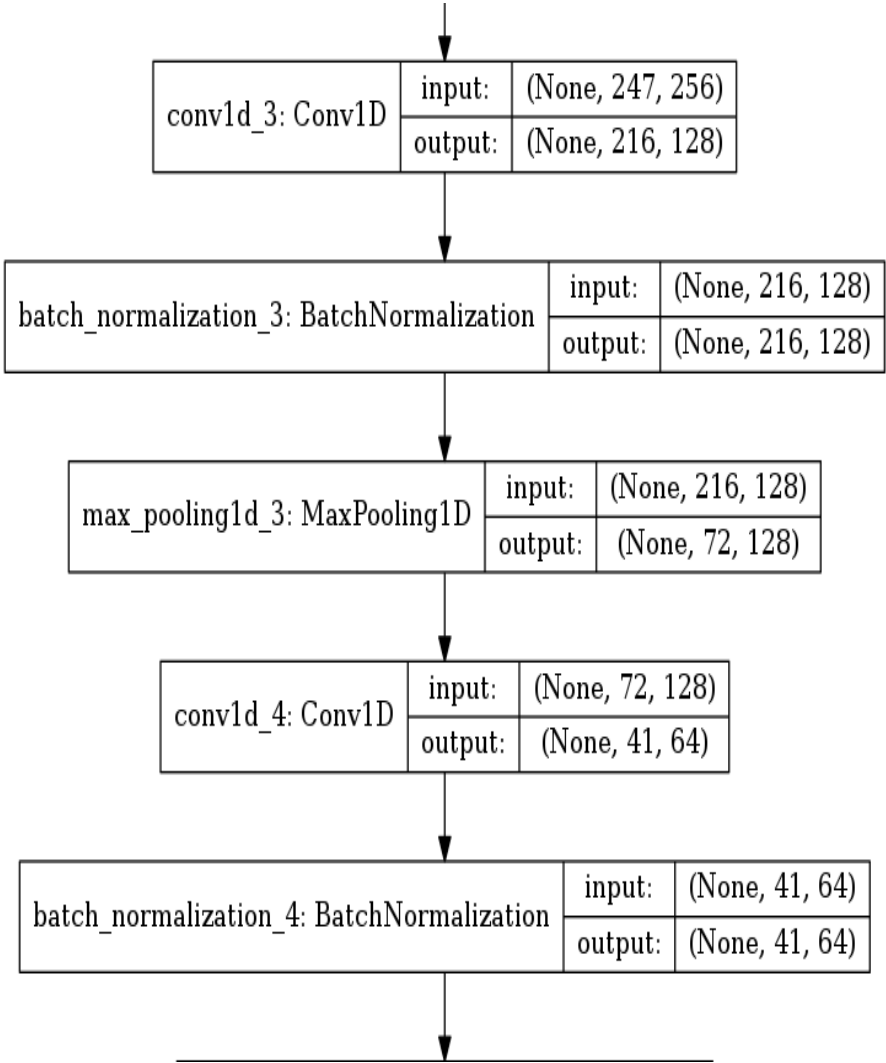 conv1d_3: Conv1D
input: (None, 247, 256)
output: (None, 216, 128)
batch_normalization_3: BatchNormalization
input: (None, 216, 128)
output: (None, 216, 128)
max_pooling1d_3: MaxPooling1D
input: (None, 216, 128)
output: (None, 72, 128)
conv1d_4: Conv1D
input: (None, 72, 128)
output: (None, 41, 64)
batch_normalization_4: BatchNormalization
input: (None, 41, 64)
output: (None, 41, 64)